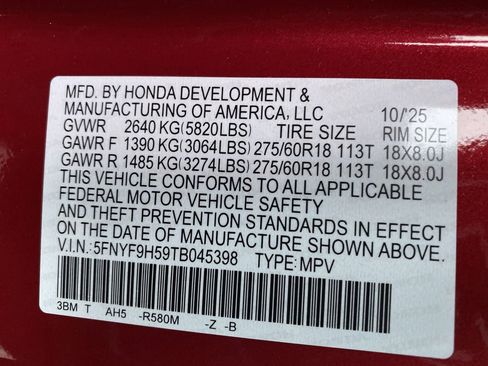 MFD. BY HONDA DEVELOPMENT &
MANUFACTURING OF AMERICA, LLC 10/'25
GVWR 2640 KG(5820LBS) TIRE SIZE RIM SIZE
GAWR F 1390 KG(3064LBS) 275/60R18 113T 18X8.0J
GAWR R 1485 KG(3274LBS) 275/60R18 113T 18X8.0J
THIS VEHICLE CONFORMS TO ALL APPLICABLE
FEDERAL MOTOR VEHICLE SAFETY
AND THEFT PREVENTION STANDARDS IN EFFECT
ON THE DATE OF MANUFACTURE SHOWN ABOVE.
V.I.N.: 5FNYF9H59TB045398 TYPE: MPV
3BM T AH5 -R580M -Z -B